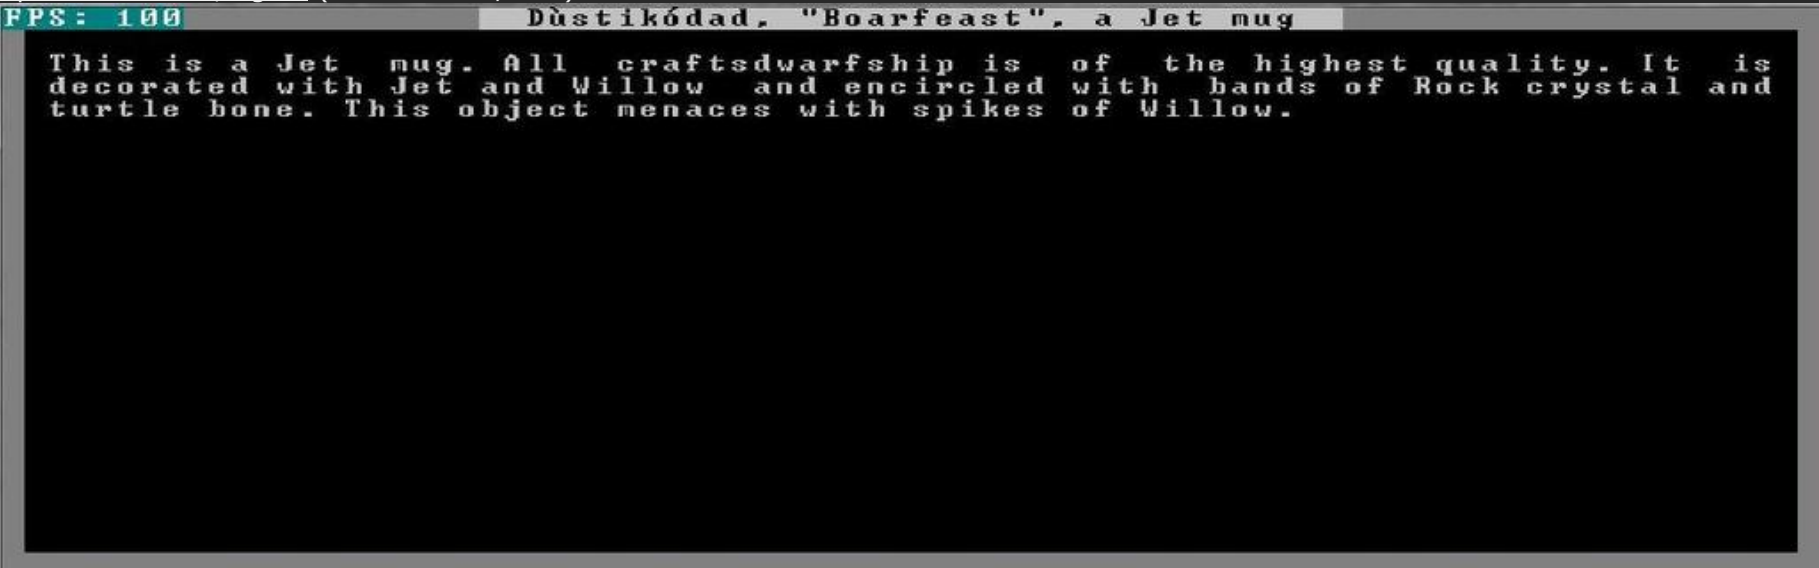 FPS: 100
Dùstikódad, "Boarfeast", a Jet mug
This is a Jet mug. All craftsdwarfship is of the highest quality. It is
decorated with Jet and Willow and encircled with bands of Rock crystal and
turtle bone. This object menaces with spikes of Willow.